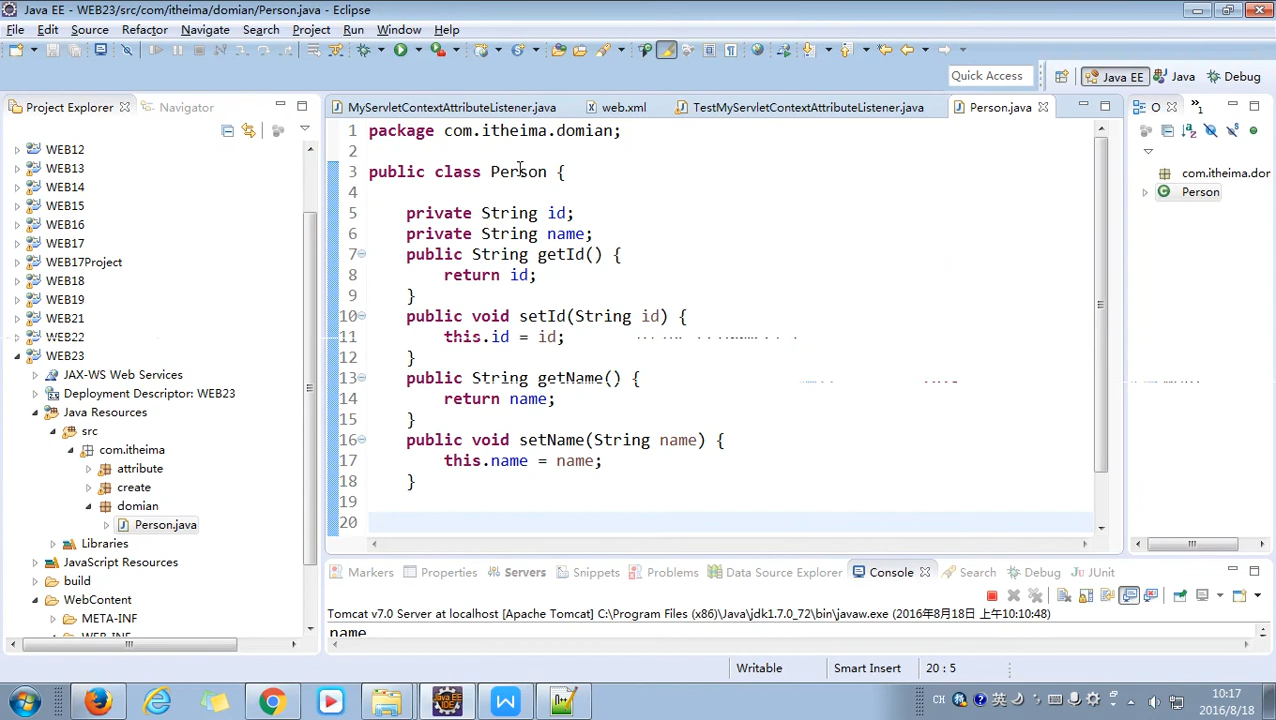 Java EE - WEB23/src/com/itheima/domian/Person.java - Eclipse
File Edit Source Refactor Navigate Search Project Run Window Help
Quick Access Java EE Java Debug
Project Explorer Navigator
WEB12
WEB13
WEB14
WEB15
WEB16
WEB17
WEB17Project
WEB18
WEB19
WEB21
WEB22
WEB23
JAX-WS Web Services
Deployment Descriptor: WEB23
Java Resources
src
com.itheima
attribute
create
domian
Person.java
Libraries
JavaScript Resources
build
WebContent
META-INF
WEB-INF
MyServletContextAttributeListener.java web.xml TestMyServletContextAttributeListener.java Person.java
1 package com.itheima.domian;
2
3 public class Person {
4
5 private String id;
6 private String name;
7 public String getId() {
8 return id;
9 }
10 public void setId(String id) {
11 this.id = id;
12 }
13 public String getName() {
14 return name;
15 }
16 public void setName(String name) {
17 this.name = name;
18 }
19
20
O »1
com.itheima.dor
Person
Markers Properties Servers Snippets Problems Data Source Explorer Console Search Debug JUnit
Tomcat v7.0 Server at localhost [Apache Tomcat] C:\Program Files (x86)\Java\jdk1.7.0_72\bin\javaw.exe (2016年8月18日 上午10:10:48)
name
Writable Smart Insert 20 : 5
CH 英 10:17
2016/8/18